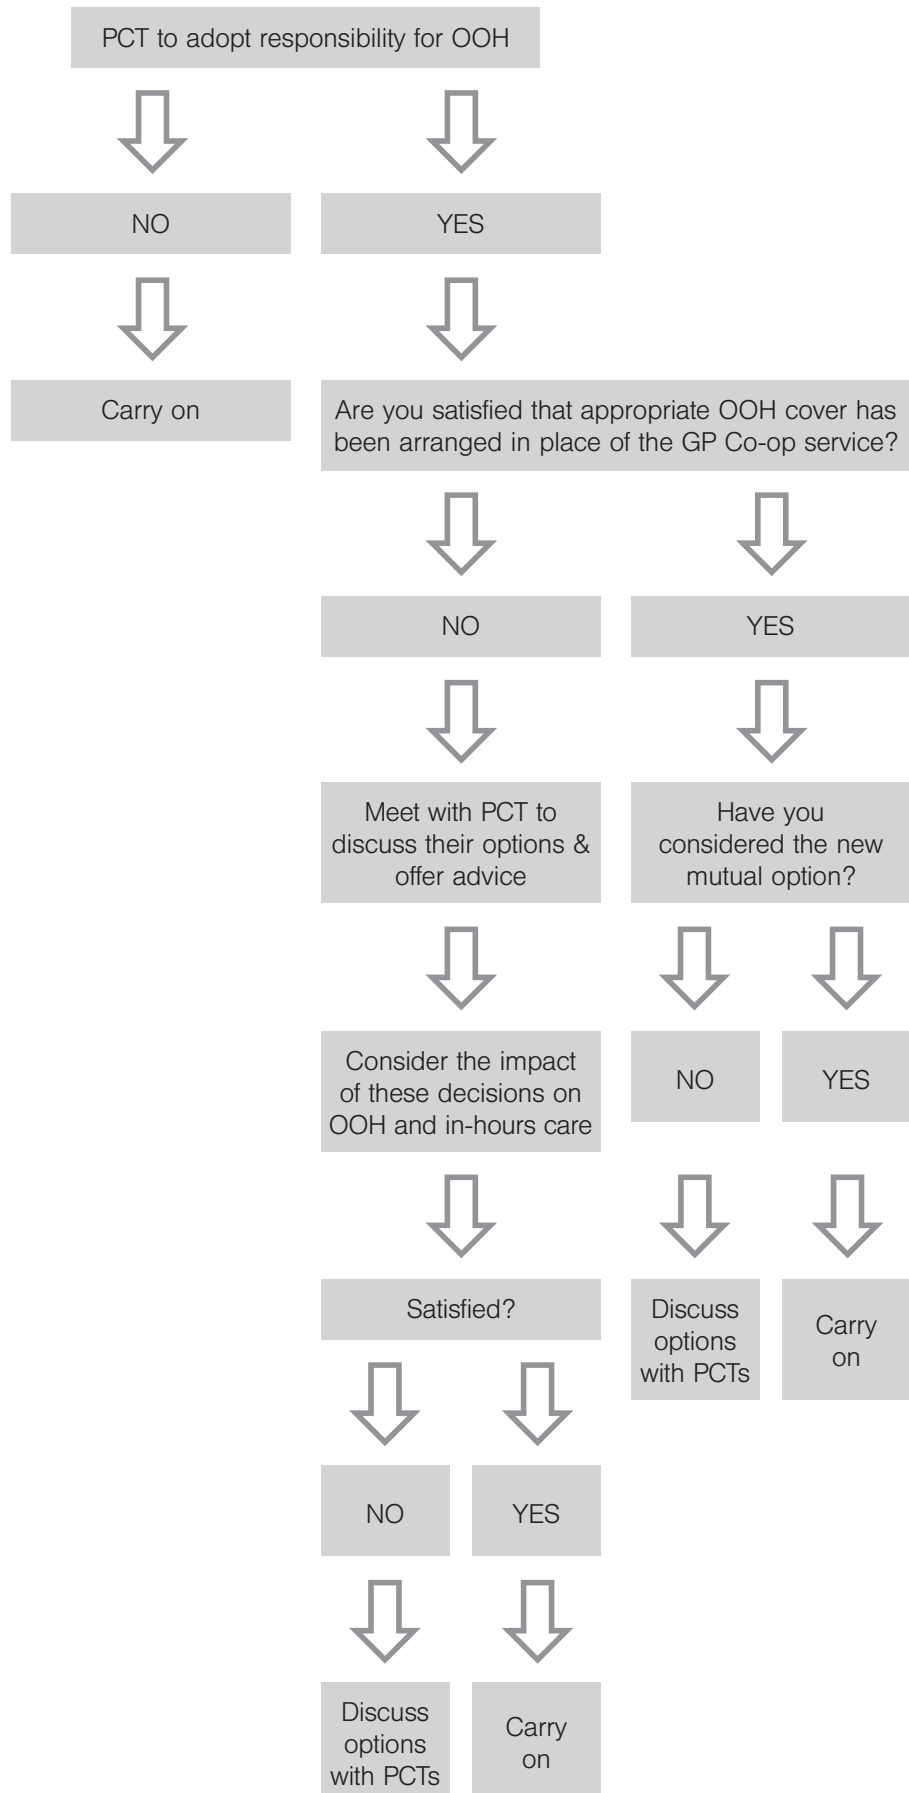 PCT to adopt responsibility for OOH
NO
YES
Carry on
Are you satisfied that appropriate OOH cover has
been arranged in place of the GP Co-op service?
NO
YES
Meet with PCT to
discuss their options &
offer advice
Have you
considered the new
mutual option?
Consider the impact
of these decisions on
OOH and in-hours care
NO
YES
Satisfied?
Discuss
options
with PCTs
Carry
on
NO
YES
Discuss
options
with PCTs
Carry
on